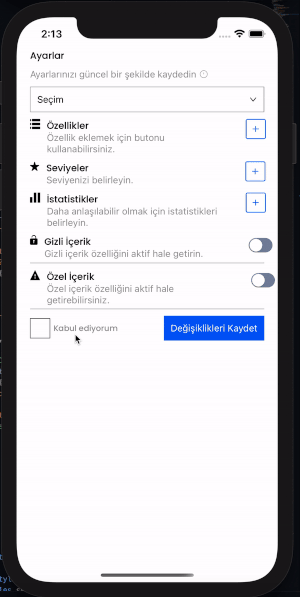 2:13
Ayarlar
Ayarlarınızı güncel bir şekilde kaydedin
Seçim
Özellikler
Özellik eklemek için butonu
kullanabilirsiniz.
Seviyeler
Seviyenizi belirleyin.
İstatistikler
Daha anlaşılabilir olmak için istatistikleri
belirleyin.
Gizli İçerik
Gizli içerik özelliğini aktif hale getirin.
Özel İçerik
Özel içerik özelliğini aktif hale
getirebilirsiniz.
Kabul ediyorum
Değişiklikleri Kaydet